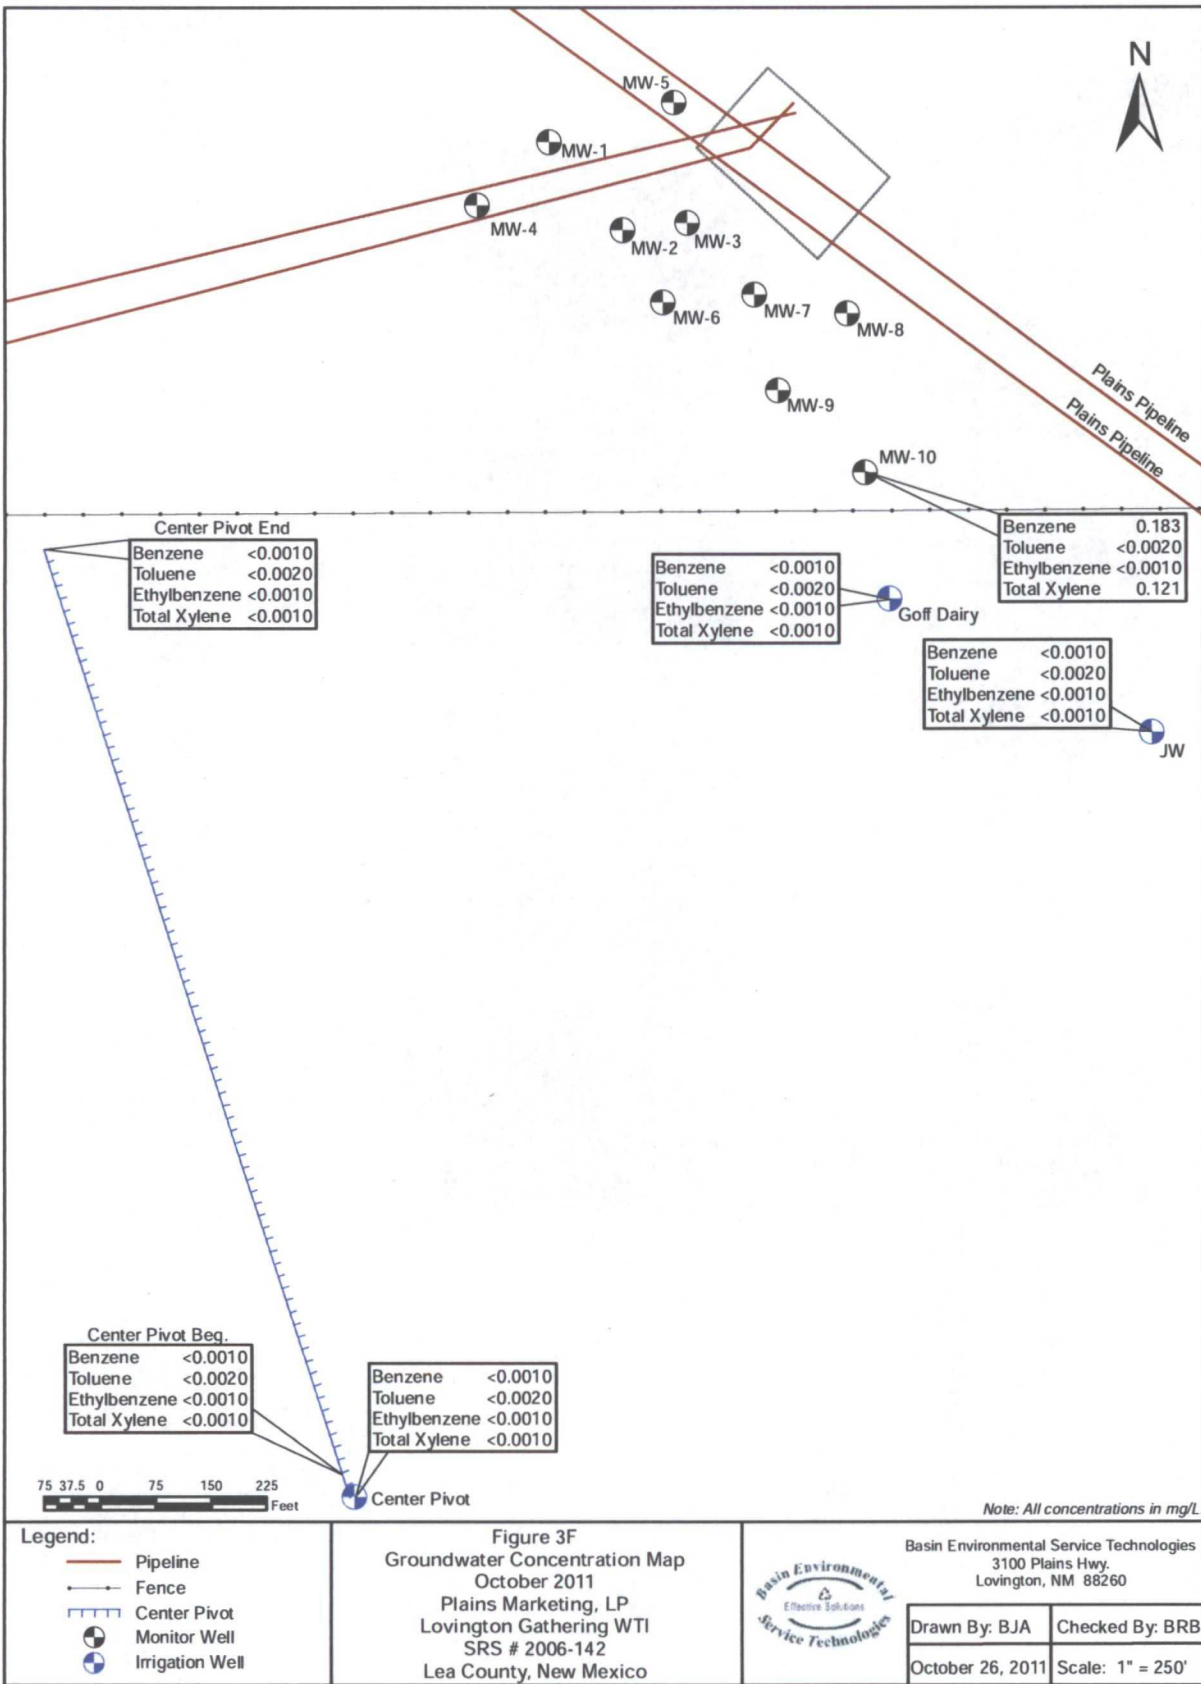 N
MW-5
MW-1
MW-4
MW-2
MW-3
MW-6
MW-7
MW-8
MW-9
MW-10
Plains Pipeline
Plains Pipeline
Benzene 0.183
Toluene <0.0020
Ethylbenzene <0.0010
Total Xylene 0.121
Center Pivot End
Benzene <0.0010
Toluene <0.0020
Ethylbenzene <0.0010
Total Xylene <0.0010
Benzene <0.0010
Toluene <0.0020
Ethylbenzene <0.0010
Total Xylene <0.0010
Goff Dairy
Benzene <0.0010
Toluene <0.0020
Ethylbenzene <0.0010
Total Xylene <0.0010
JW
Center Pivot Beg.
Benzene <0.0010
Toluene <0.0020
Ethylbenzene <0.0010
Total Xylene <0.0010
Benzene <0.0010
Toluene <0.0020
Ethylbenzene <0.0010
Total Xylene <0.0010
Center Pivot
75 37.5 0 75 150 225
Feet
Note: All concentrations in mg/L
Legend:
Pipeline
Fence
Center Pivot
Monitor Well
Irrigation Well
Figure 3F
Groundwater Concentration Map
October 2011
Plains Marketing, LP
Lovington Gathering WTI
SRS # 2006-142
Lea County, New Mexico
Basin Environmental
Effective Solutions
Service Technologies
Basin Environmental Service Technologies
3100 Plains Hwy.
Lovington, NM 88260
Drawn By: BJA
Checked By: BRB
October 26, 2011
Scale: 1" = 250'